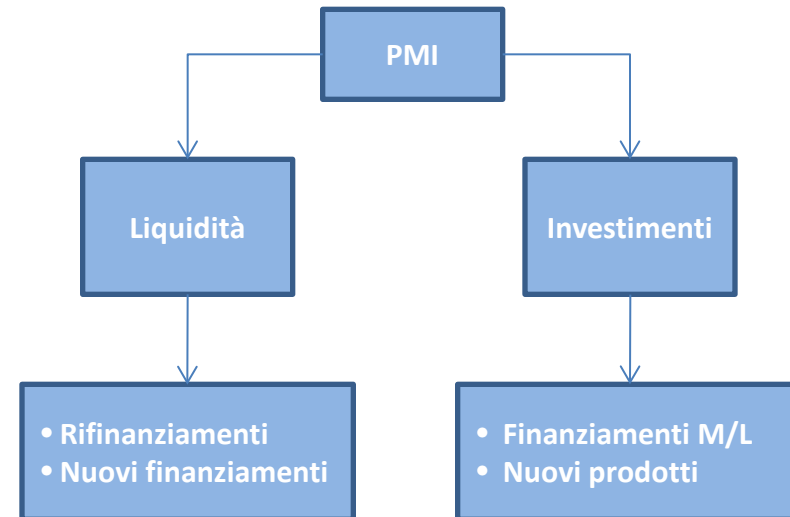 PMI
Liquidità
Investimenti
• Rifinanziamenti
• Nuovi finanziamenti
• Finanziamenti M/L
• Nuovi prodotti